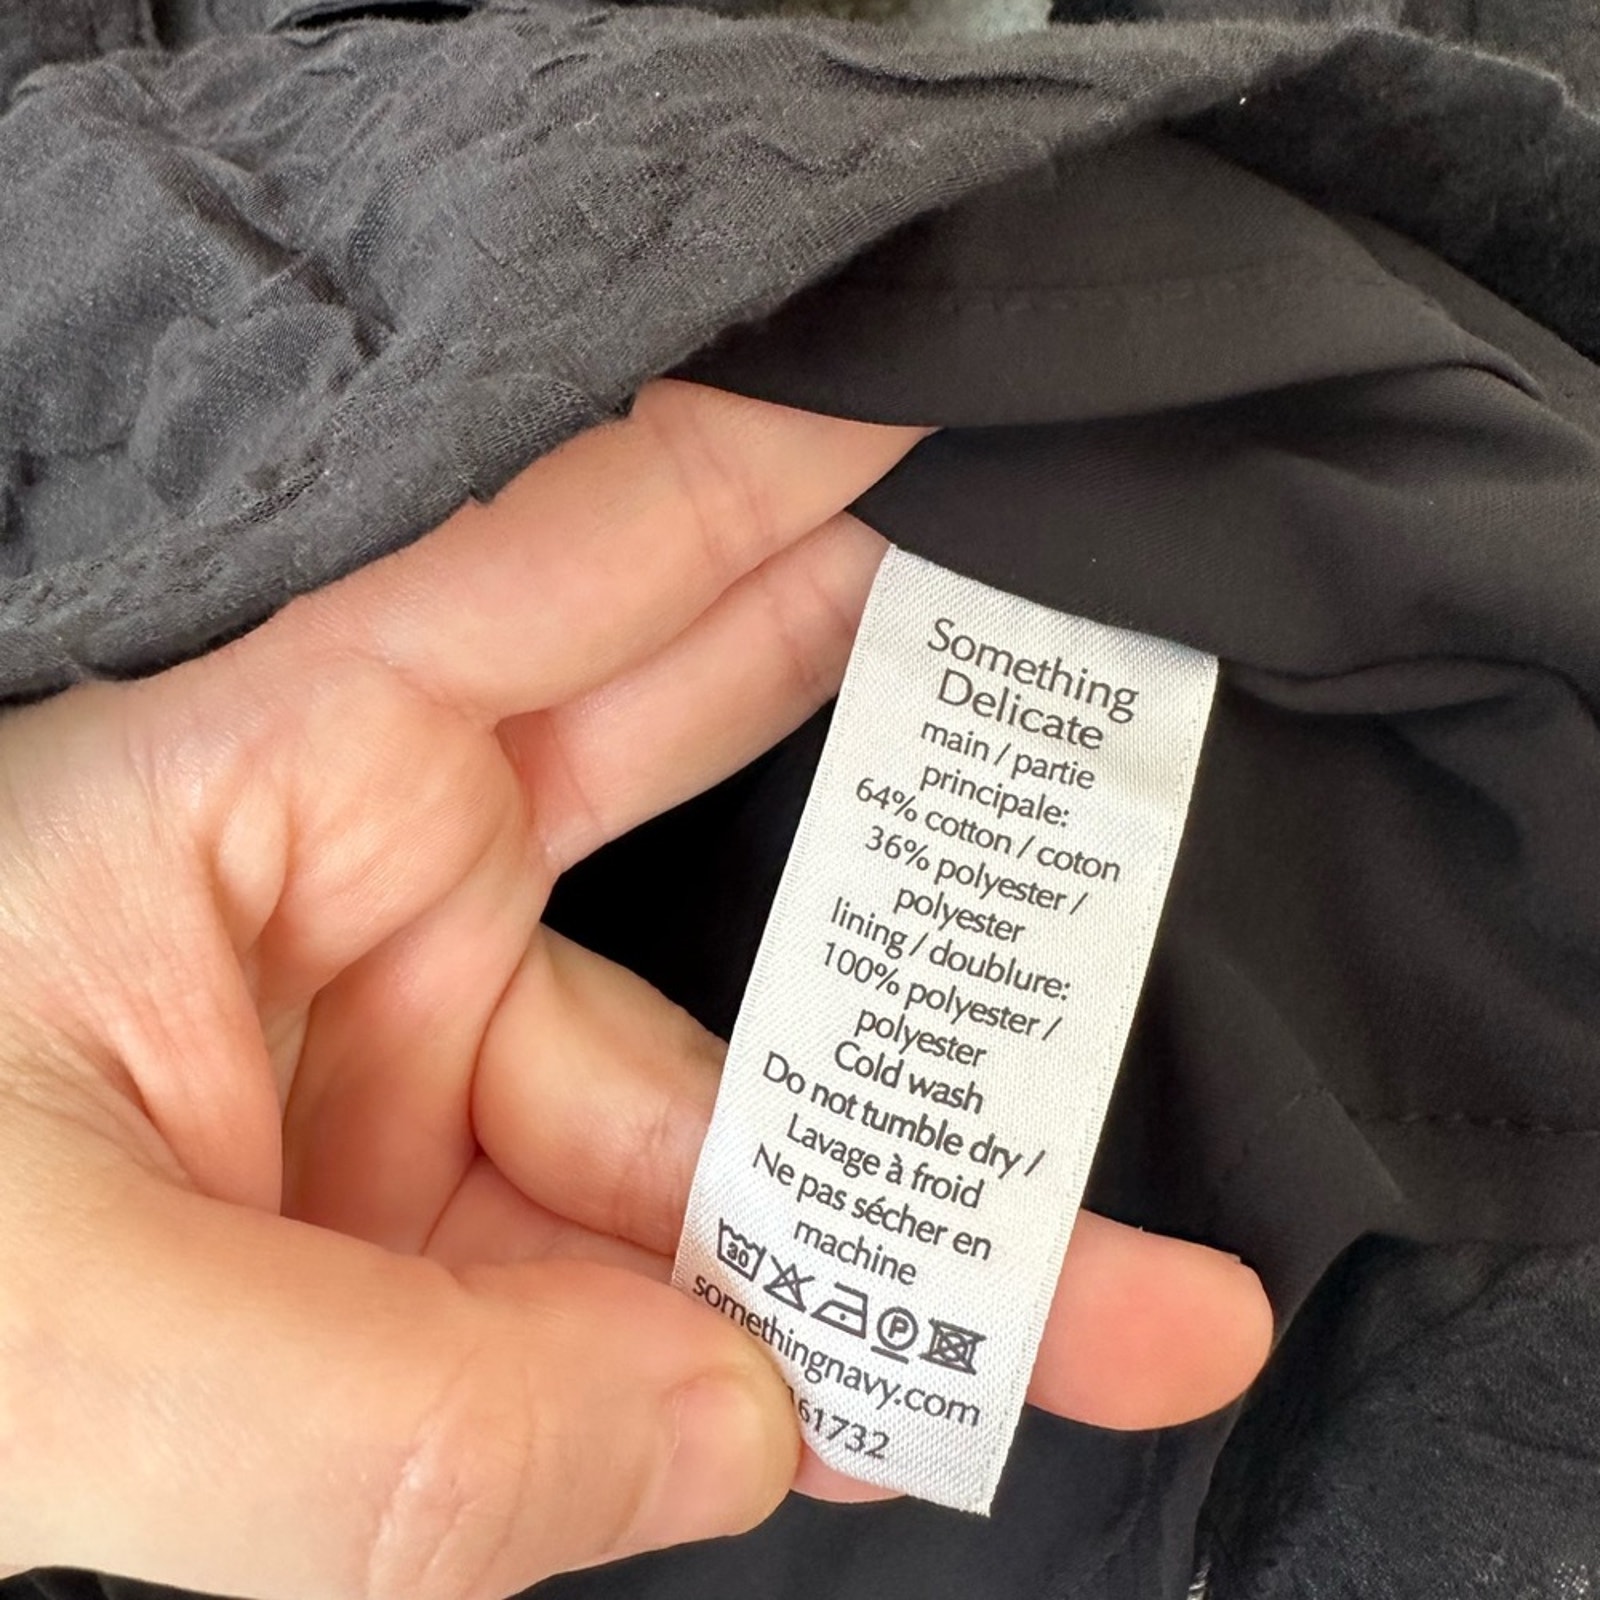 Something
Delicate
main / partie
principale:
64% cotton / coton
36% polyester /
polyester
lining / doublure:
100% polyester /
polyester
Cold wash
Do not tumble dry /
Lavage à froid
Ne pas sécher en
machine
30 P
somethingnavy.com
61732